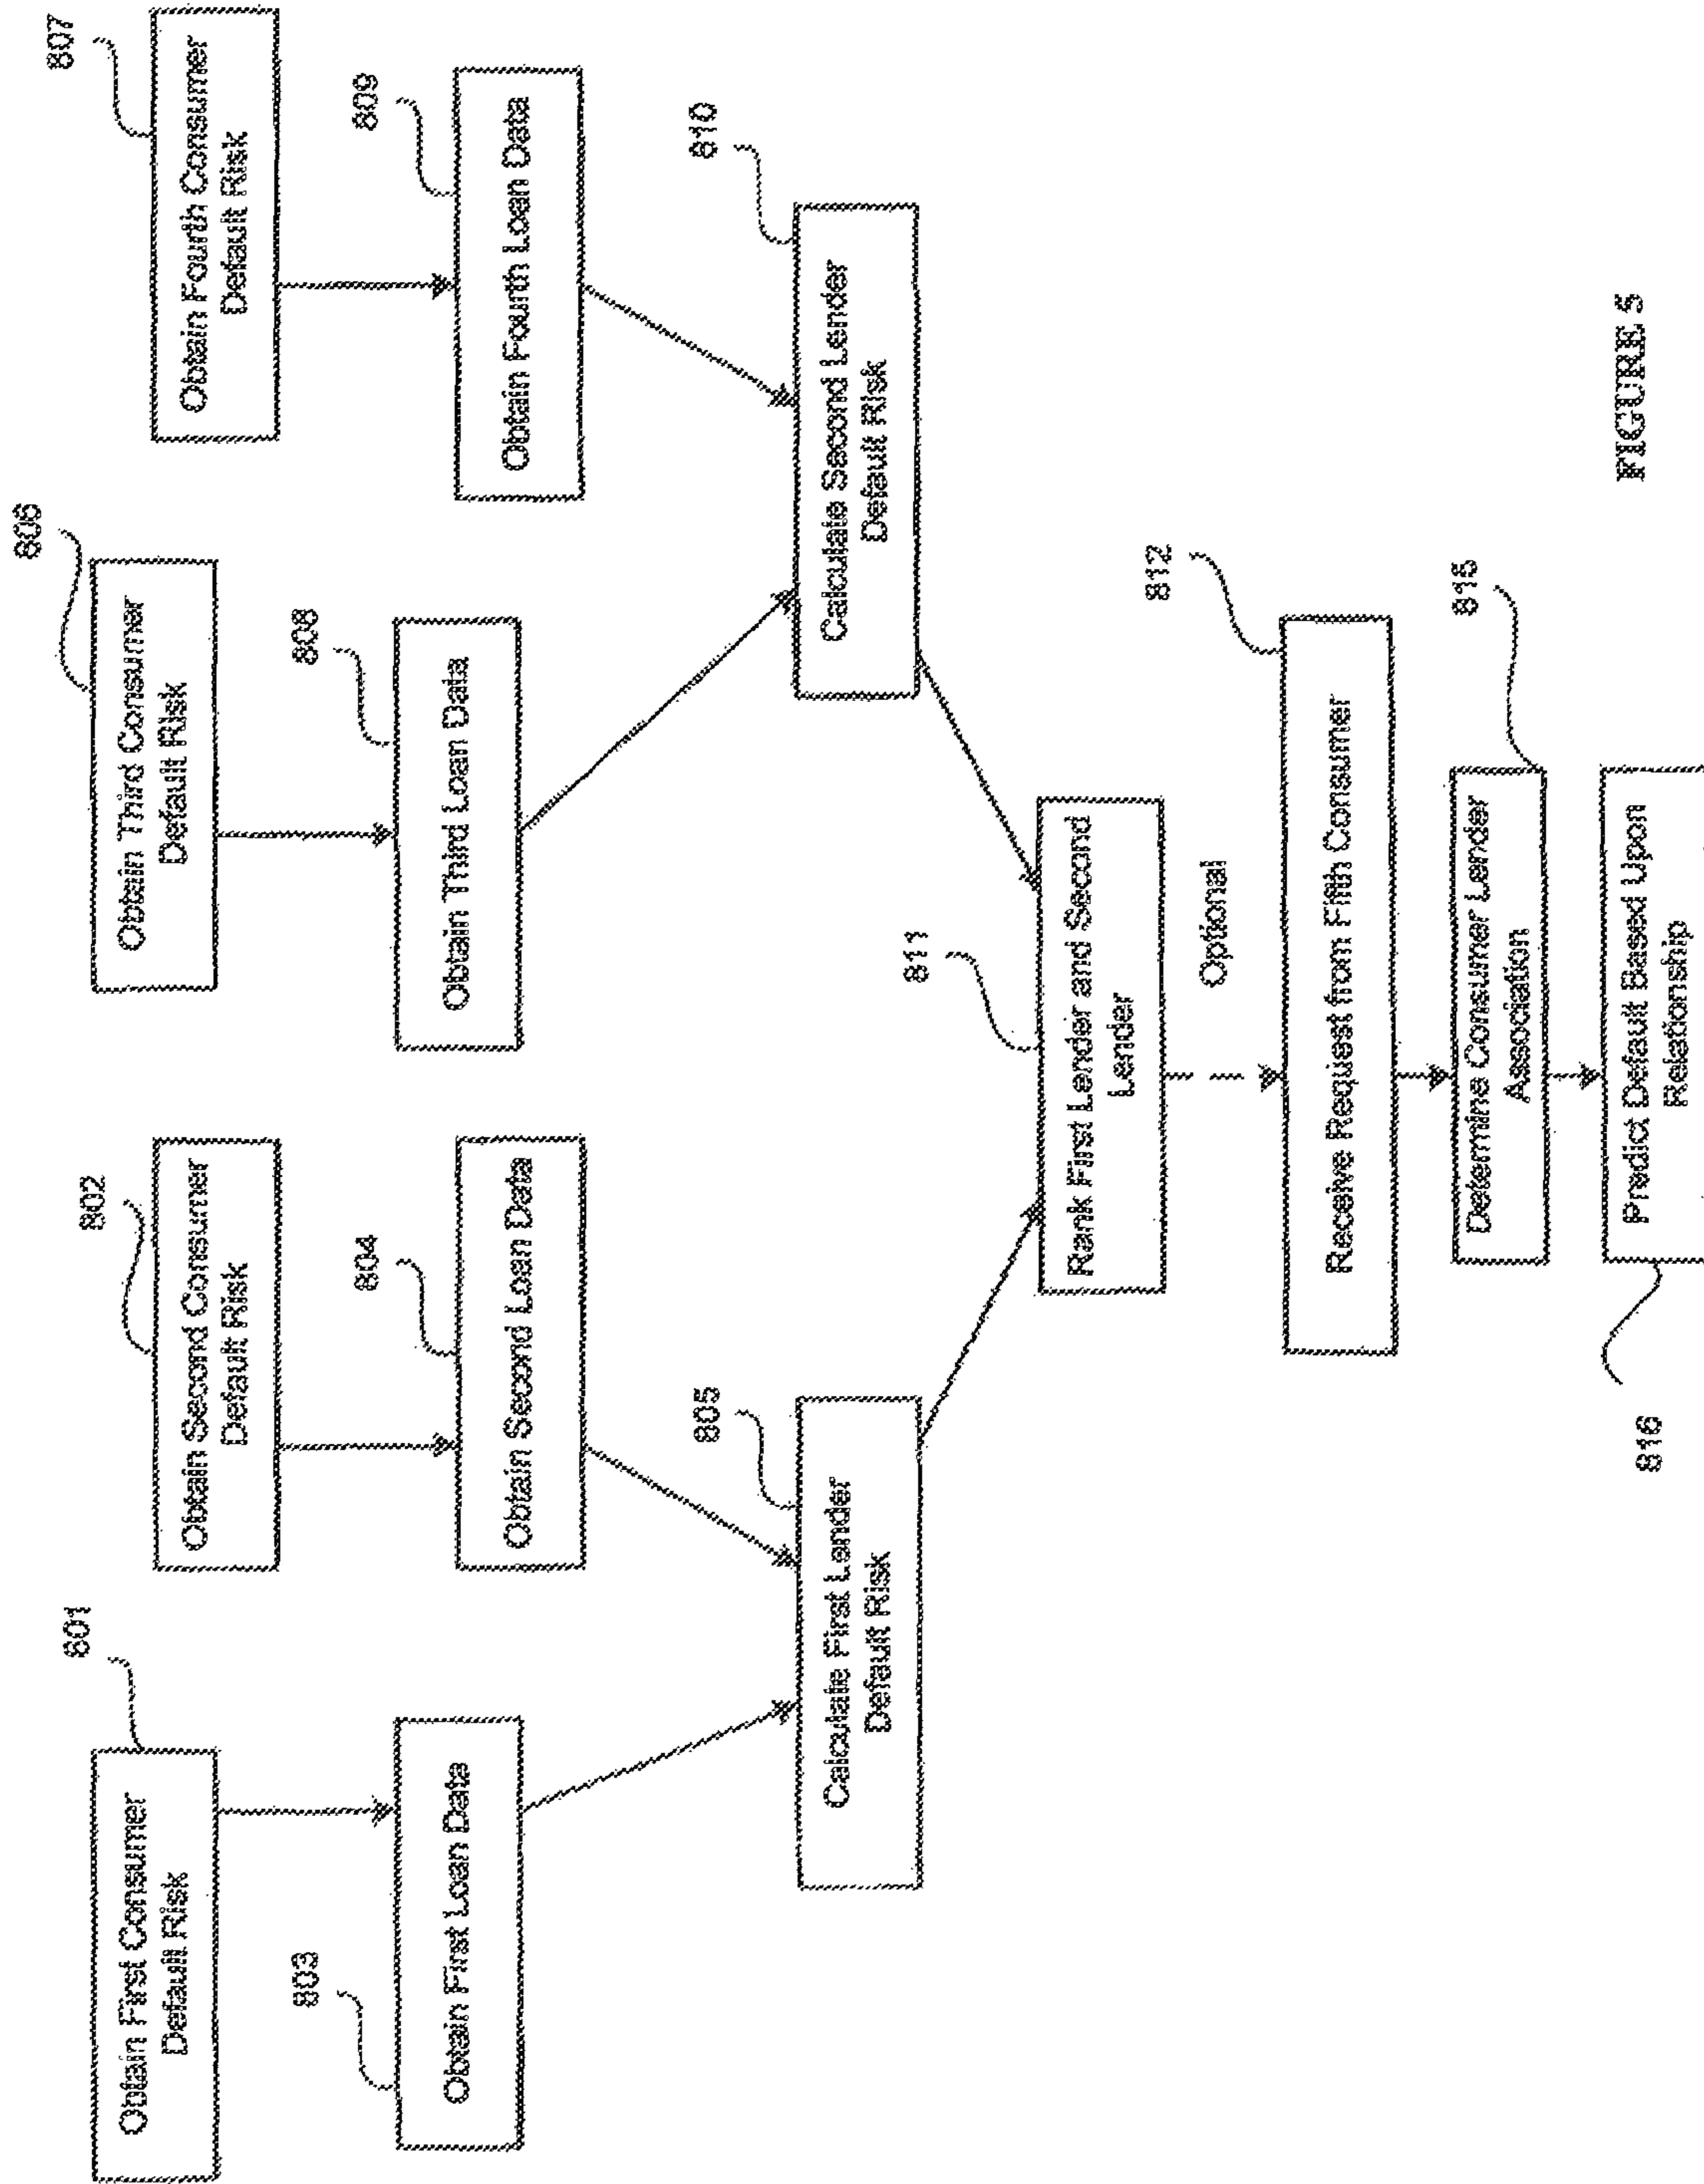 801
Obtain First Consumer
Default Risk
802
Obtain Second Consumer
Default Risk
806
Obtain Third Consumer
Default Risk
807
Obtain Fourth Consumer
Default Risk
803
Obtain First Loan Data
804
Obtain Second Loan Data
808
Obtain Third Loan Data
809
Obtain Fourth Loan Data
805
Calculate First Lender
Default Risk
810
Calculate Second Lender
Default Risk
811
Rank First Lender and Second
Lender
Optional
812
Receive Request from Fifth Consumer
815
Determine Consumer Lender
Association
816
Predict Default Based Upon
Relationship
FIGURE 5